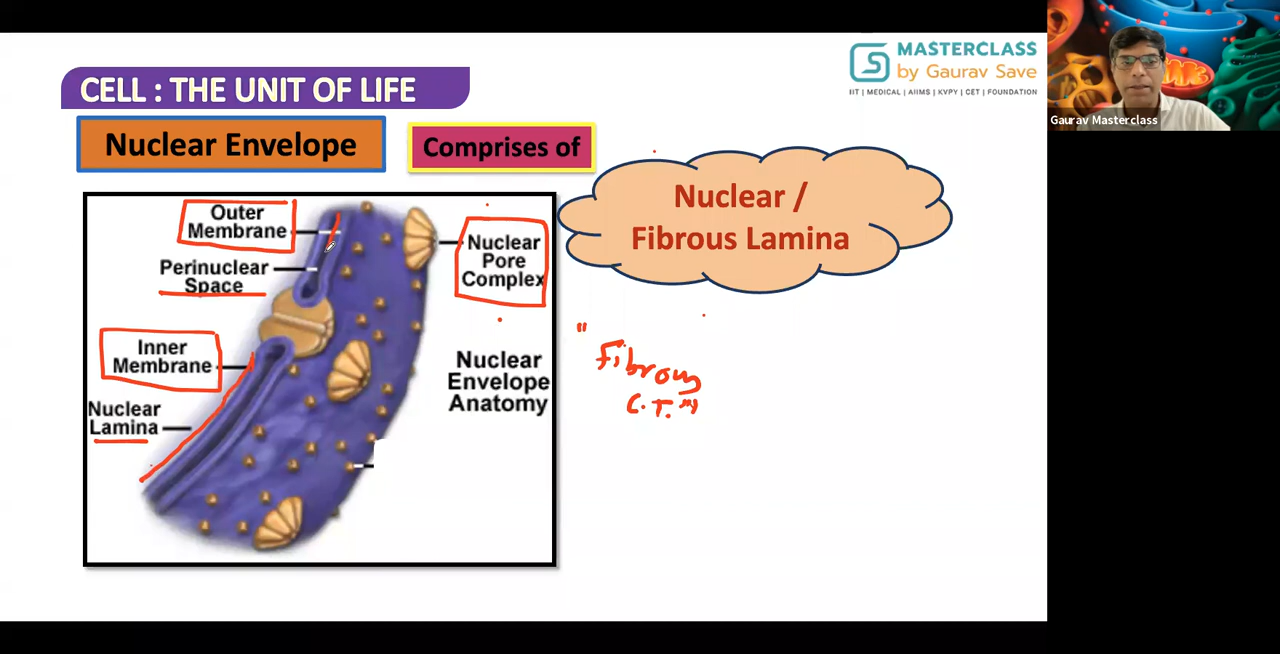 MASTERCLASS
by Gaurav Save
IIT | MEDICAL | AIIMS | KVPY | CET | FOUNDATION
Gaurav Masterclass
CELL : THE UNIT OF LIFE
Nuclear Envelope
Comprises of
Nuclear /
Fibrous Lamina
Outer
Membrane
Perinuclear
Space
Inner
Membrane
Nuclear
Lamina
Nuclear
Pore
Complex
Nuclear
Envelope
Anatomy
"Fibrous
C.T."